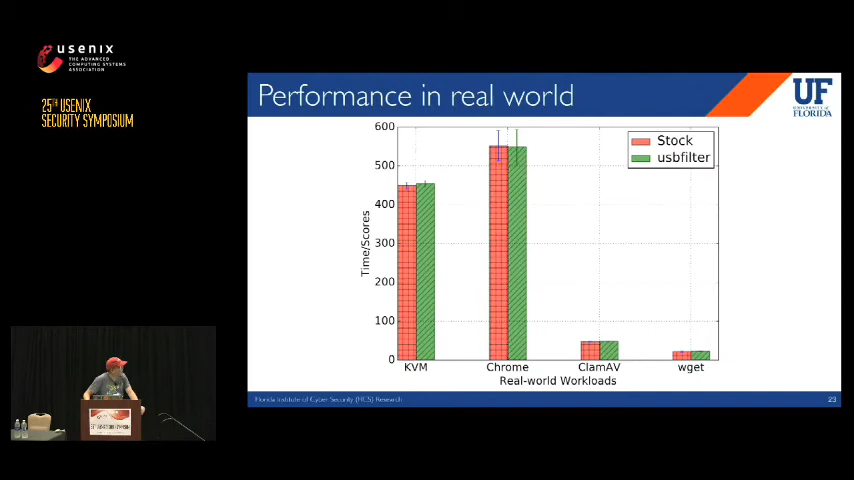 usenix
THE ADVANCED
COMPUTING SYSTEMS
ASSOCIATION
25TH USENIX
SECURITY SYMPOSIUM
Performance in real world
UF
UNIVERSITY of
FLORIDA
600
500
400
300
200
100
0
Time/Scores
Stock
usbfilter
KVM
Chrome
ClamAV
wget
Real-world Workloads
Florida Institute of Cyber Security (FICS) Research
23